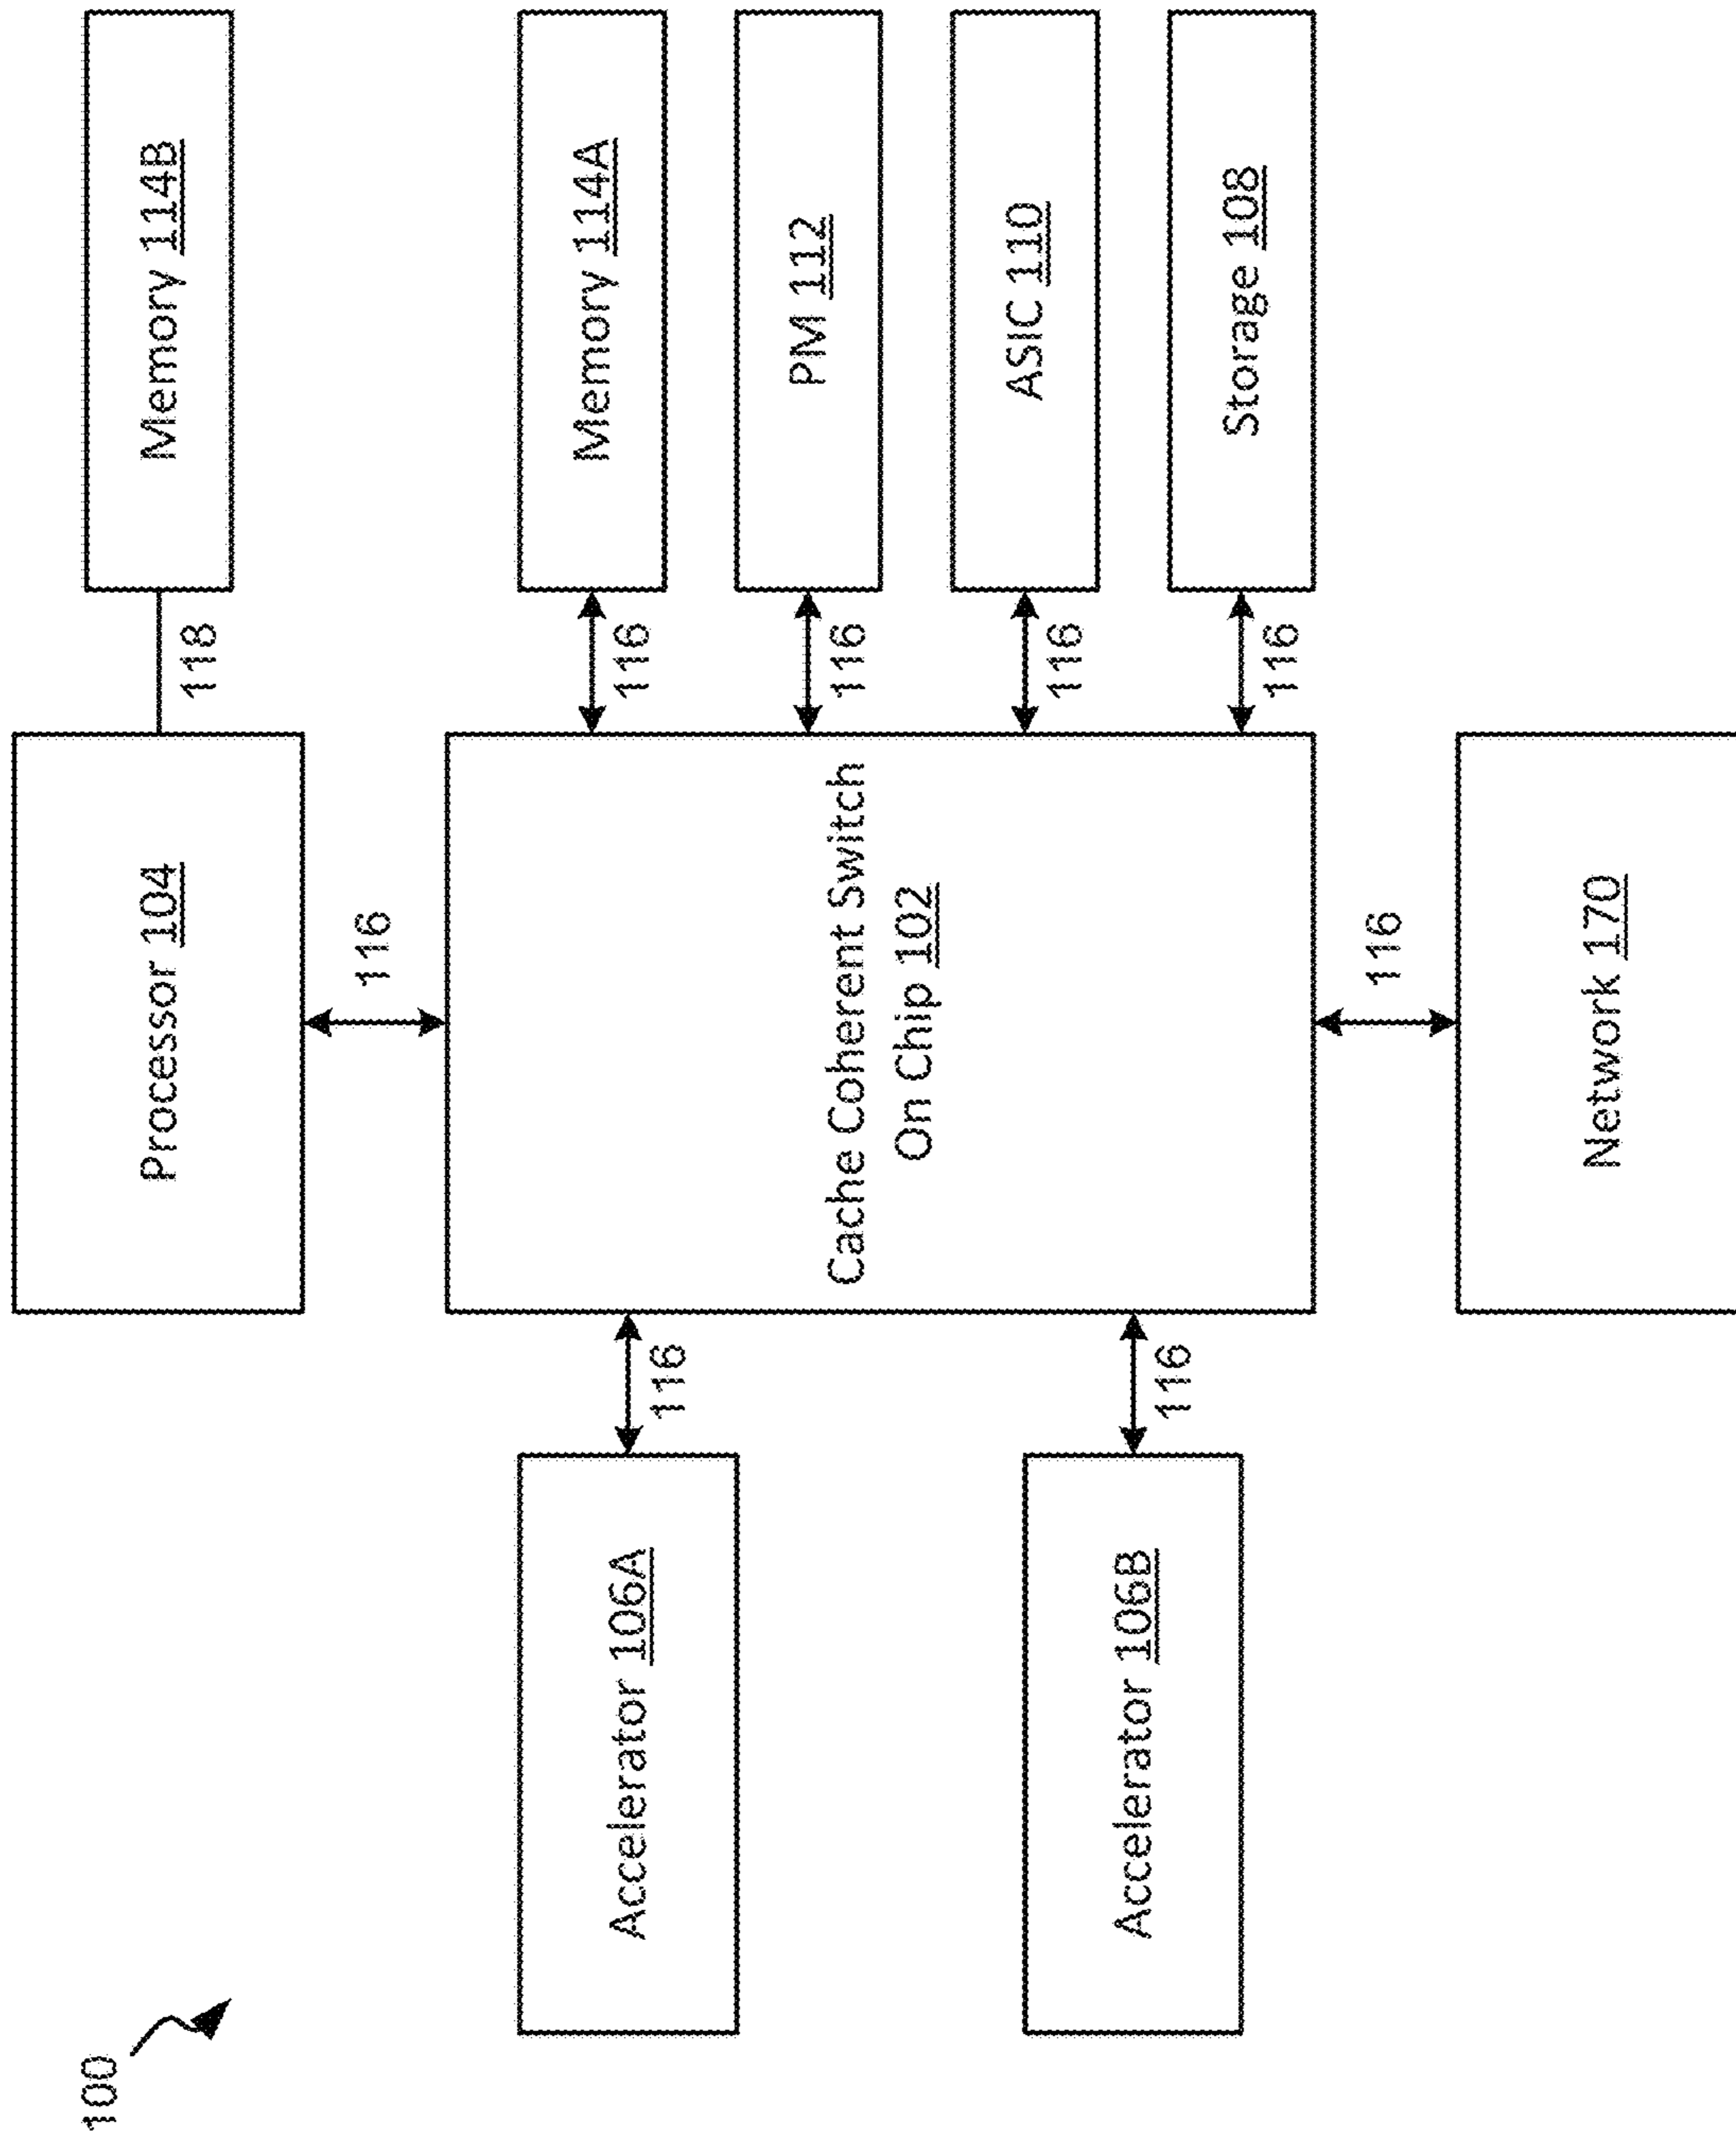 100
Processor 104
118
Memory 114B
116
Accelerator 106A
116
Cache Coherent Switch
On Chip 102
116
Memory 114A
116
PM 112
Accelerator 106B
116
116
ASIC 110
116
Storage 108
116
Network 170